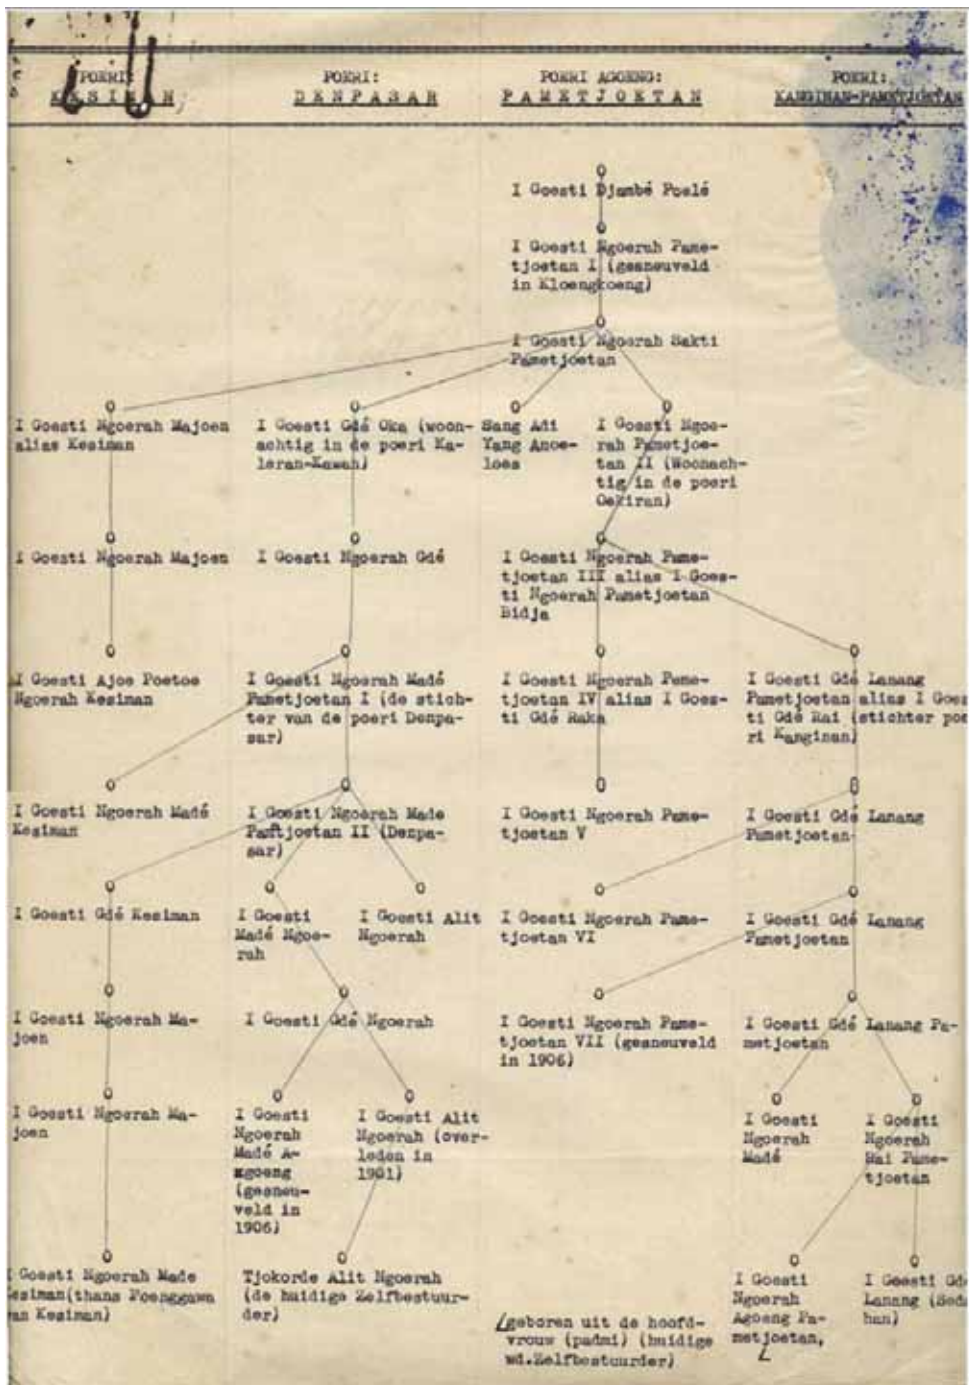 POERI:
KESIMAN
POERI:
DENPASAR
POERI AGOENG:
PAMETJOETAN
POERI:
KANGINAN-PAMETJOETAN
I Goesti Djambé Poelé
I Goesti Ngoerah Pame-
tjoetan I (gesneuveld
in Kloengkoeng)
I Goesti Ngoerah Sakti
Pametjoetan
I Goesti Ngoerah Majoen
alias Kesiman
I Goesti Gdé Oka (woon-
achtig in de poeri Ka-
leran-Kawan)
Sang Adi
Yang Anoe-
loes
I Goesti Ngoe-
rah Pametjoe-
tan II (Woonach-
tig in de poeri
Oekiran)
I Goesti Ngoerah Majoen
I Goesti Ngoerah Gdé
I Goesti Ngoerah Pame-
tjoetan III alias I Goes-
ti Ngoerah Pametjoetan
Bidja
I Goesti Ajoe Poetoe
Ngoerah Kesiman
I Goesti Ngoerah Madé
Pametjoetan I (de stich-
ter van de poeri Denpa-
sar)
I Goesti Ngoerah Pame-
tjoetan IV alias I Goes-
ti Gdé Raka
I Goesti Gdé Lanang
Pametjoetan alias I Goes
ti Gdé Rai (stichter poe
ri Kanginan)
I Goesti Ngoerah Madé
Kesiman
I Goesti Ngoerah Made
Pamtjoetan II (Denpa-
sar)
I Goesti Ngoerah Pame-
tjoetan V
I Goesti Gdé Lanang
Pametjoetan
I Goesti Gdé Kesiman
I Goesti
Madé Ngoe-
rah
I Goesti Alit
Ngoerah
I Goesti Ngoerah Pame-
tjoetan VI
I Goesti Gdé Lanang
Pametjoetan
I Goesti Ngoerah Ma-
joen
I Goesti Gdé Ngoerah
I Goesti Ngoerah Pame-
tjoetan VII (gesneuveld
in 1906)
I Goesti Gdé Lanang Pa-
metjoetan
I Goesti Ngoerah Ma-
joen
I Goesti
Ngoerah
Madé A-
goeng
(gesneu-
veld in
1906)
I Goesti Alit
Ngoerah (over-
leden in
1901)
I Goesti
Ngoerah
Madé
I Goesti
Ngoerah
Rai Pame-
tjoetan
I Goesti Ngoerah Made
Kesiman(thans Poenggawa
van Kesiman)
Tjokorde Alit Ngoerah
(de huidige Zelfbestuur-
der)
geboren uit de hoofd-
vrouw (padmi) (huidige
wd.Zelfbestuurder)
I Goesti
Ngoerah
Agoeng Pa-
metjoetan,
I Goesti Gdé
Lanang (Seda
han)